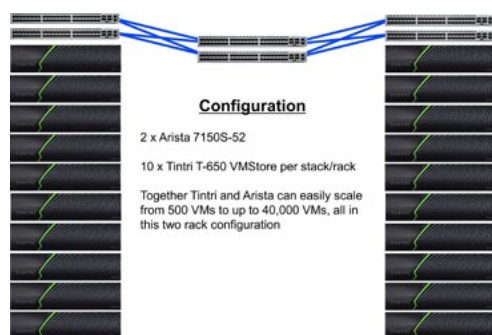 Configuration
2 x Arista 7150S-52
10 x Tintri T-650 VMStore per stack/rack
Together Tintri and Arista can easily scale
from 500 VMs to up to 40,000 VMs, all in
this two rack configuration